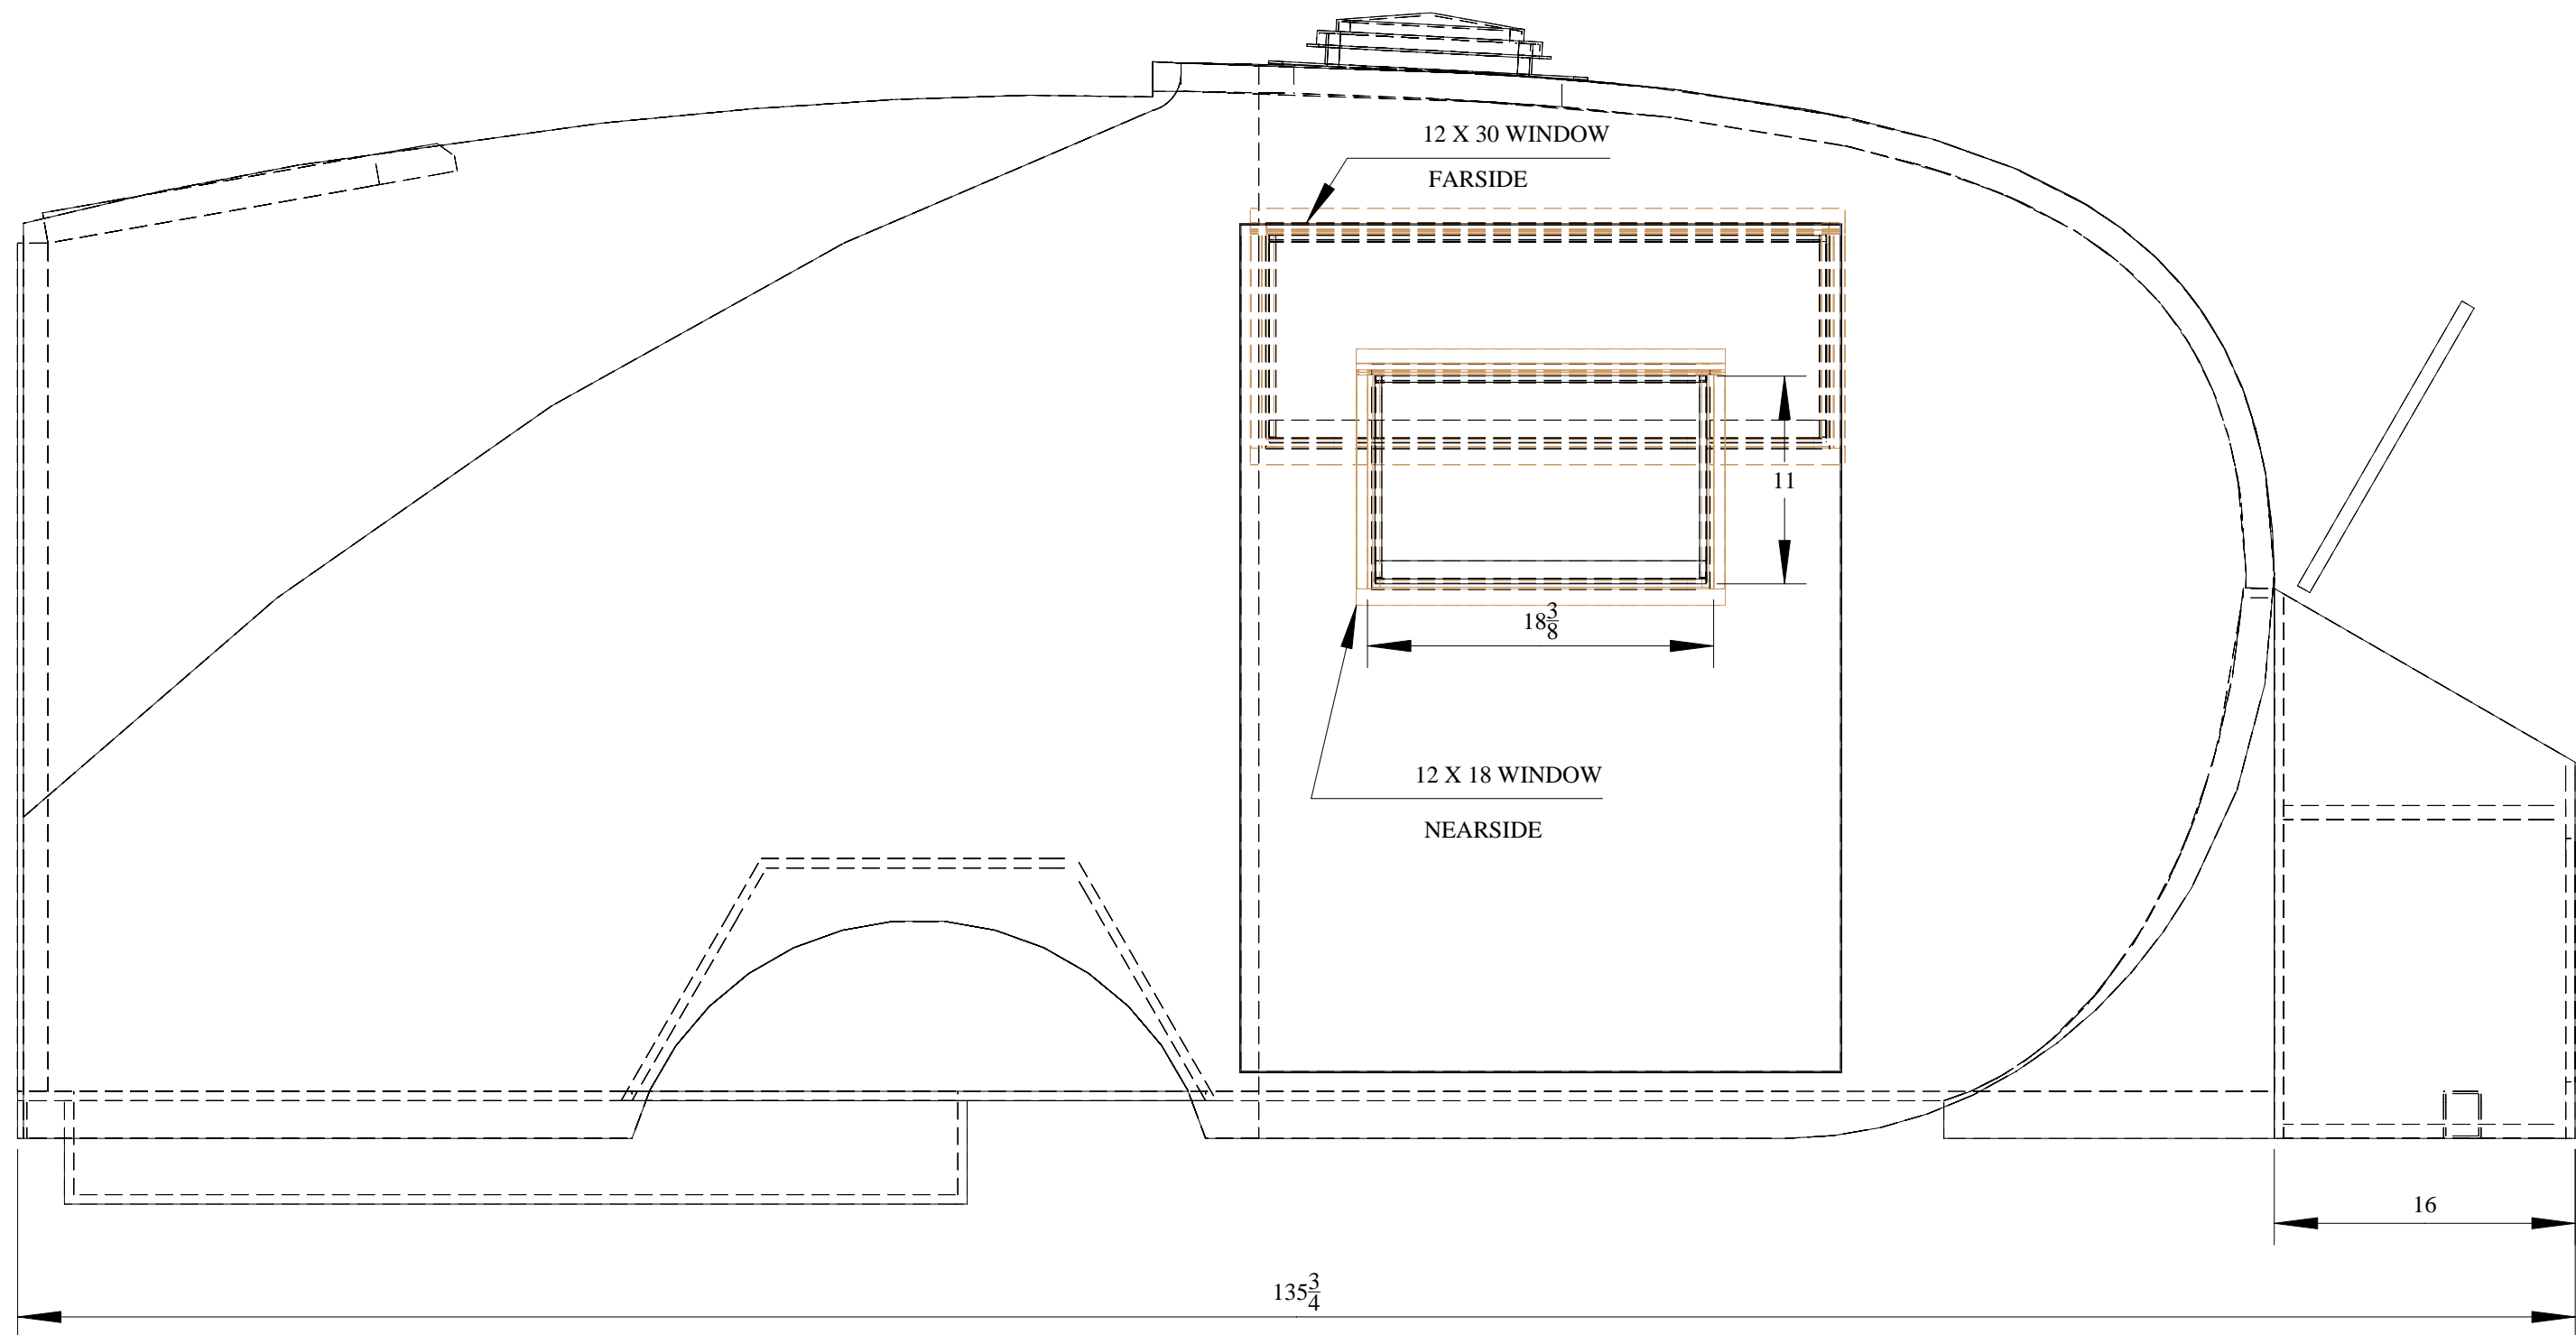 12 X 30 WINDOW
FARSIDE
11
18 3/8
12 X 18 WINDOW
NEARSIDE
16
135 3/4